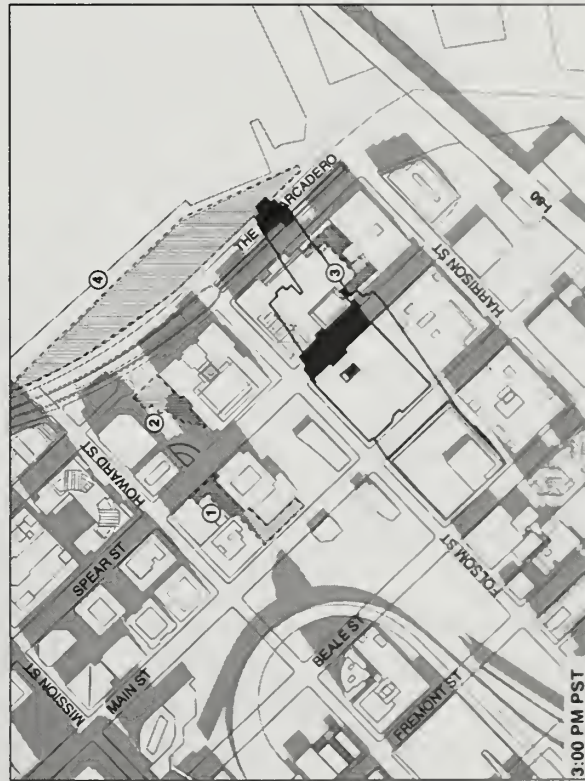 4
THE ARCADERO
3
I-80
HARRISON ST
2
HOWARD ST
1
SPEAR ST
FOLSOM ST
MISSION ST
MAIN ST
BEALE ST
FREMONT ST
:00 PM PST